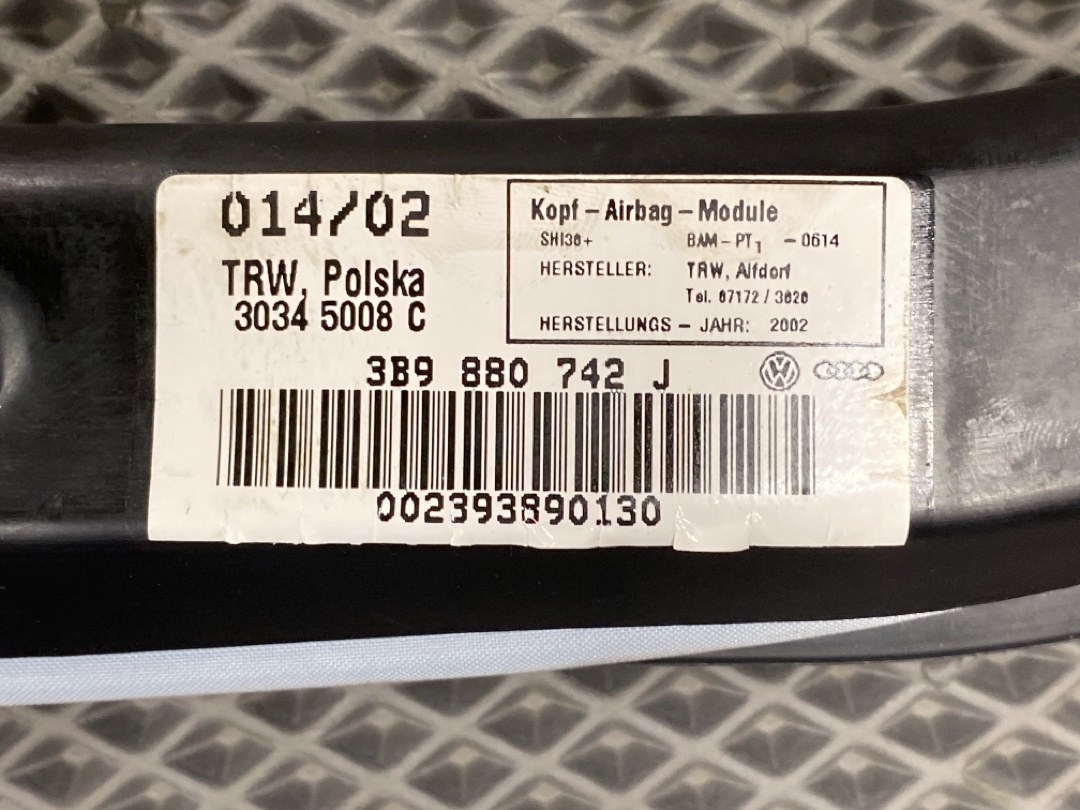 014/02
TRW, Polska
3034 5008 C
Kopf - Airbag - Module
SHI30+ BAM - PT1 - 0614
HERSTELLER: TRW, Alfdorf
Tel. 07172 / 3020
HERSTELLUNGS - JAHR: 2002
3B9 880 742 J
002393890130